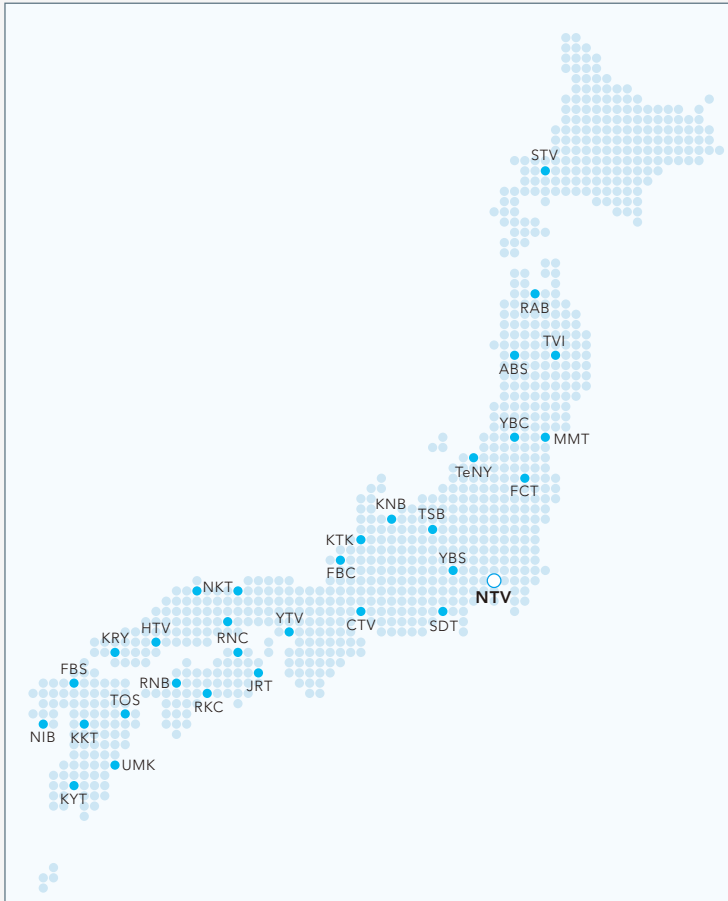 STV
RAB
TVI
ABS
YBC
MMT
TeNY
FCT
KNB
TSB
KTK
YBS
FBC
NKT
NTV
YTV
CTV
SDT
HTV
KRY
RNC
FBS
RNB
JRT
TOS
RKC
NIB
KKT
UMK
KYT